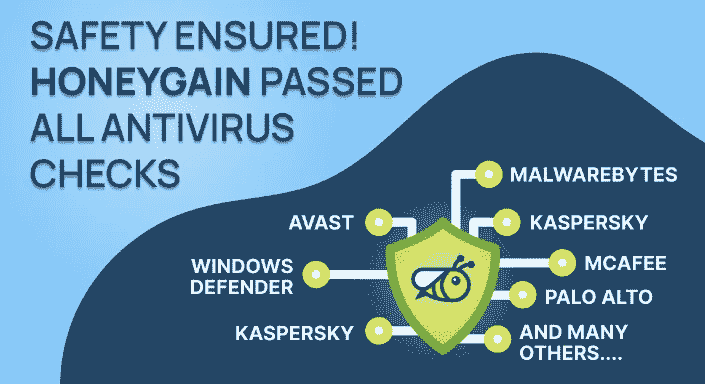 SAFETY ENSURED!
HONEYGAIN PASSED
ALL ANTIVIRUS
CHECKS
MALWAREBYTES
AVAST
KASPERSKY
WINDOWS
DEFENDER
MCAFEE
PALO ALTO
KASPERSKY
AND MANY
OTHERS....